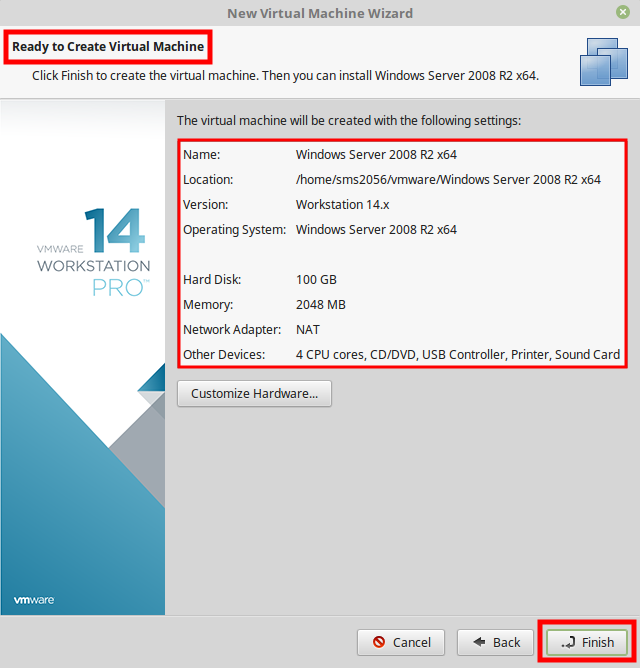 New Virtual Machine Wizard
Ready to Create Virtual Machine
Click Finish to create the virtual machine. Then you can install Windows Server 2008 R2 x64.
The virtual machine will be created with the following settings:
Name: Windows Server 2008 R2 x64
Location: /home/sms2056/vmware/Windows Server 2008 R2 x64
Version: Workstation 14.x
Operating System: Windows Server 2008 R2 x64
Hard Disk: 100 GB
Memory: 2048 MB
Network Adapter: NAT
Other Devices: 4 CPU cores, CD/DVD, USB Controller, Printer, Sound Card
Customize Hardware...
VMWARE 14
WORKSTATION
PRO™
vmware
Cancel
Back
Finish